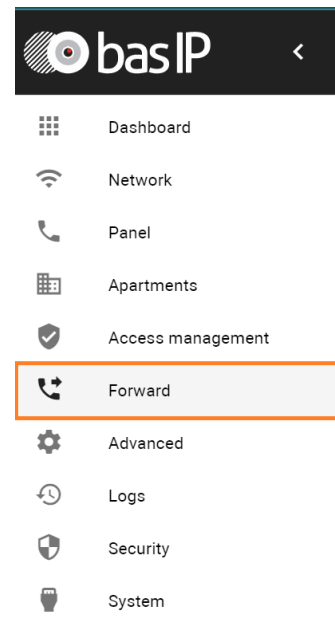 bas IP
Dashboard
Network
Panel
Apartments
Access management
Forward
Advanced
Logs
Security
System